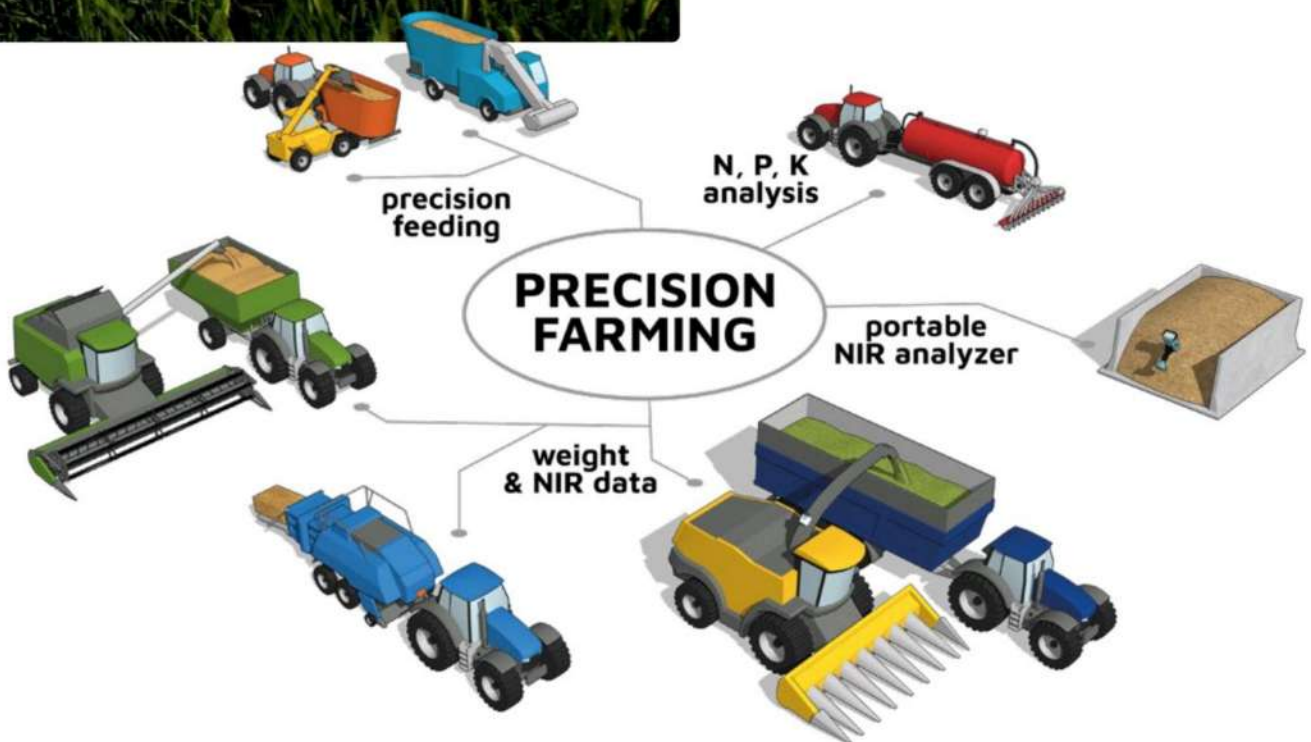 N, P, K
analysis
precision
feeding
PRECISION
FARMING
portable
NIR analyzer
weight
& NIR data